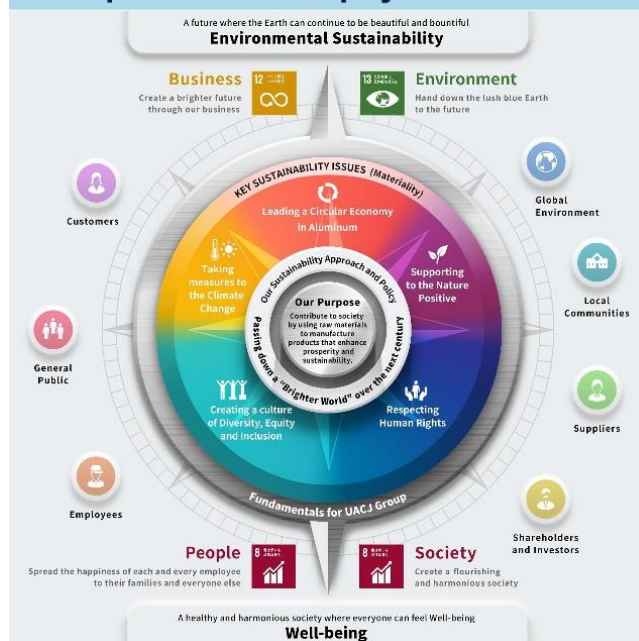 A future where the Earth can continue to be beautiful and bountiful
Environmental Sustainability
Business
12
Create a brighter future
through our business
13
Environment
Hand down the lush blue Earth
to the future
KEY SUSTAINABILITY ISSUES (Materiality)
Leading a Circular Economy
in Aluminum
Taking
measures to
the Climate
Change
Supporting
to the Nature
Positive
Our Sustainability Approach and Policy
Our Purpose
Contribute to society
by using raw materials
to manufacture
products that enhance
prosperity and
sustainability.
Passing down a "Brighter World" over the next century
Creating a culture
of Diversity, Equity
and Inclusion
Respecting
Human Rights
Fundamentals for UACJ Group
Customers
General
Public
Employees
Global
Environment
Local
Communities
Suppliers
Shareholders
and Investors
People
8
Spread the happiness of each and every employee
to their families and everyone else
8
Society
Create a flourishing
and harmonious society
A healthy and harmonious society where everyone can feel Well-being
Well-being